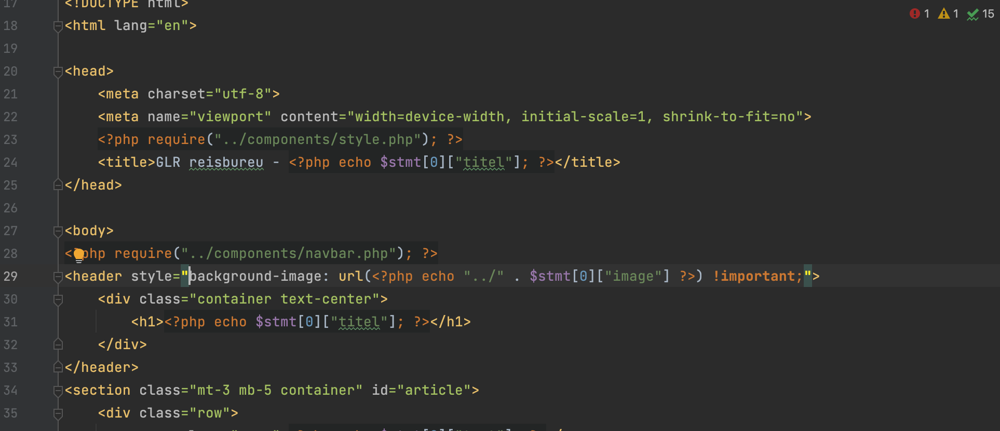 17 <!DOCTYPE html>
1 1 15
18 <html lang="en">
19
20 <head>
21 <meta charset="utf-8">
22 <meta name="viewport" content="width=device-width, initial-scale=1, shrink-to-fit=no">
23 <?php require("../components/style.php"); ?>
24 <title>GLR reisbureu - <?php echo $stmt[0]["titel"]; ?></title>
25 </head>
26
27 <body>
28 <?php require("../components/navbar.php"); ?>
29 <header style="background-image: url(<?php echo "../" . $stmt[0]["image"] ?>) !important;">
30 <div class="container text-center">
31 <h1><?php echo $stmt[0]["titel"]; ?></h1>
32 </div>
33 </header>
34 <section class="mt-3 mb-5 container" id="article">
35 <div class="row">